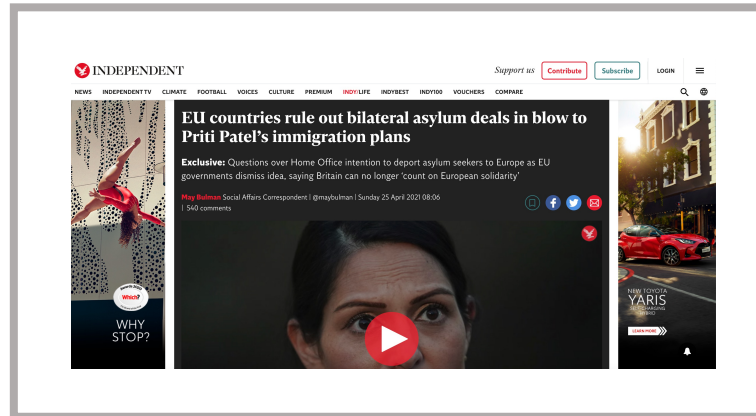 INDEPENDENT
Support us
Contribute
Subscribe
LOGIN
NEWS INDEPENDENT TV CLIMATE FOOTBALL VOICES CULTURE PREMIUM INDY/LIFE INDYBEST INDY100 VOUCHERS COMPARE
EU countries rule out bilateral asylum deals in blow to
Priti Patel's immigration plans
Exclusive: Questions over Home Office intention to deport asylum seekers to Europe as EU
governments dismiss idea, saying Britain can no longer 'count on European solidarity'
May Bulman Social Affairs Correspondent | @maybulman | Sunday 25 April 2021 08:06
| 540 comments
Which?
WHY
STOP?
NEW TOYOTA
YARIS
LEARN MORE